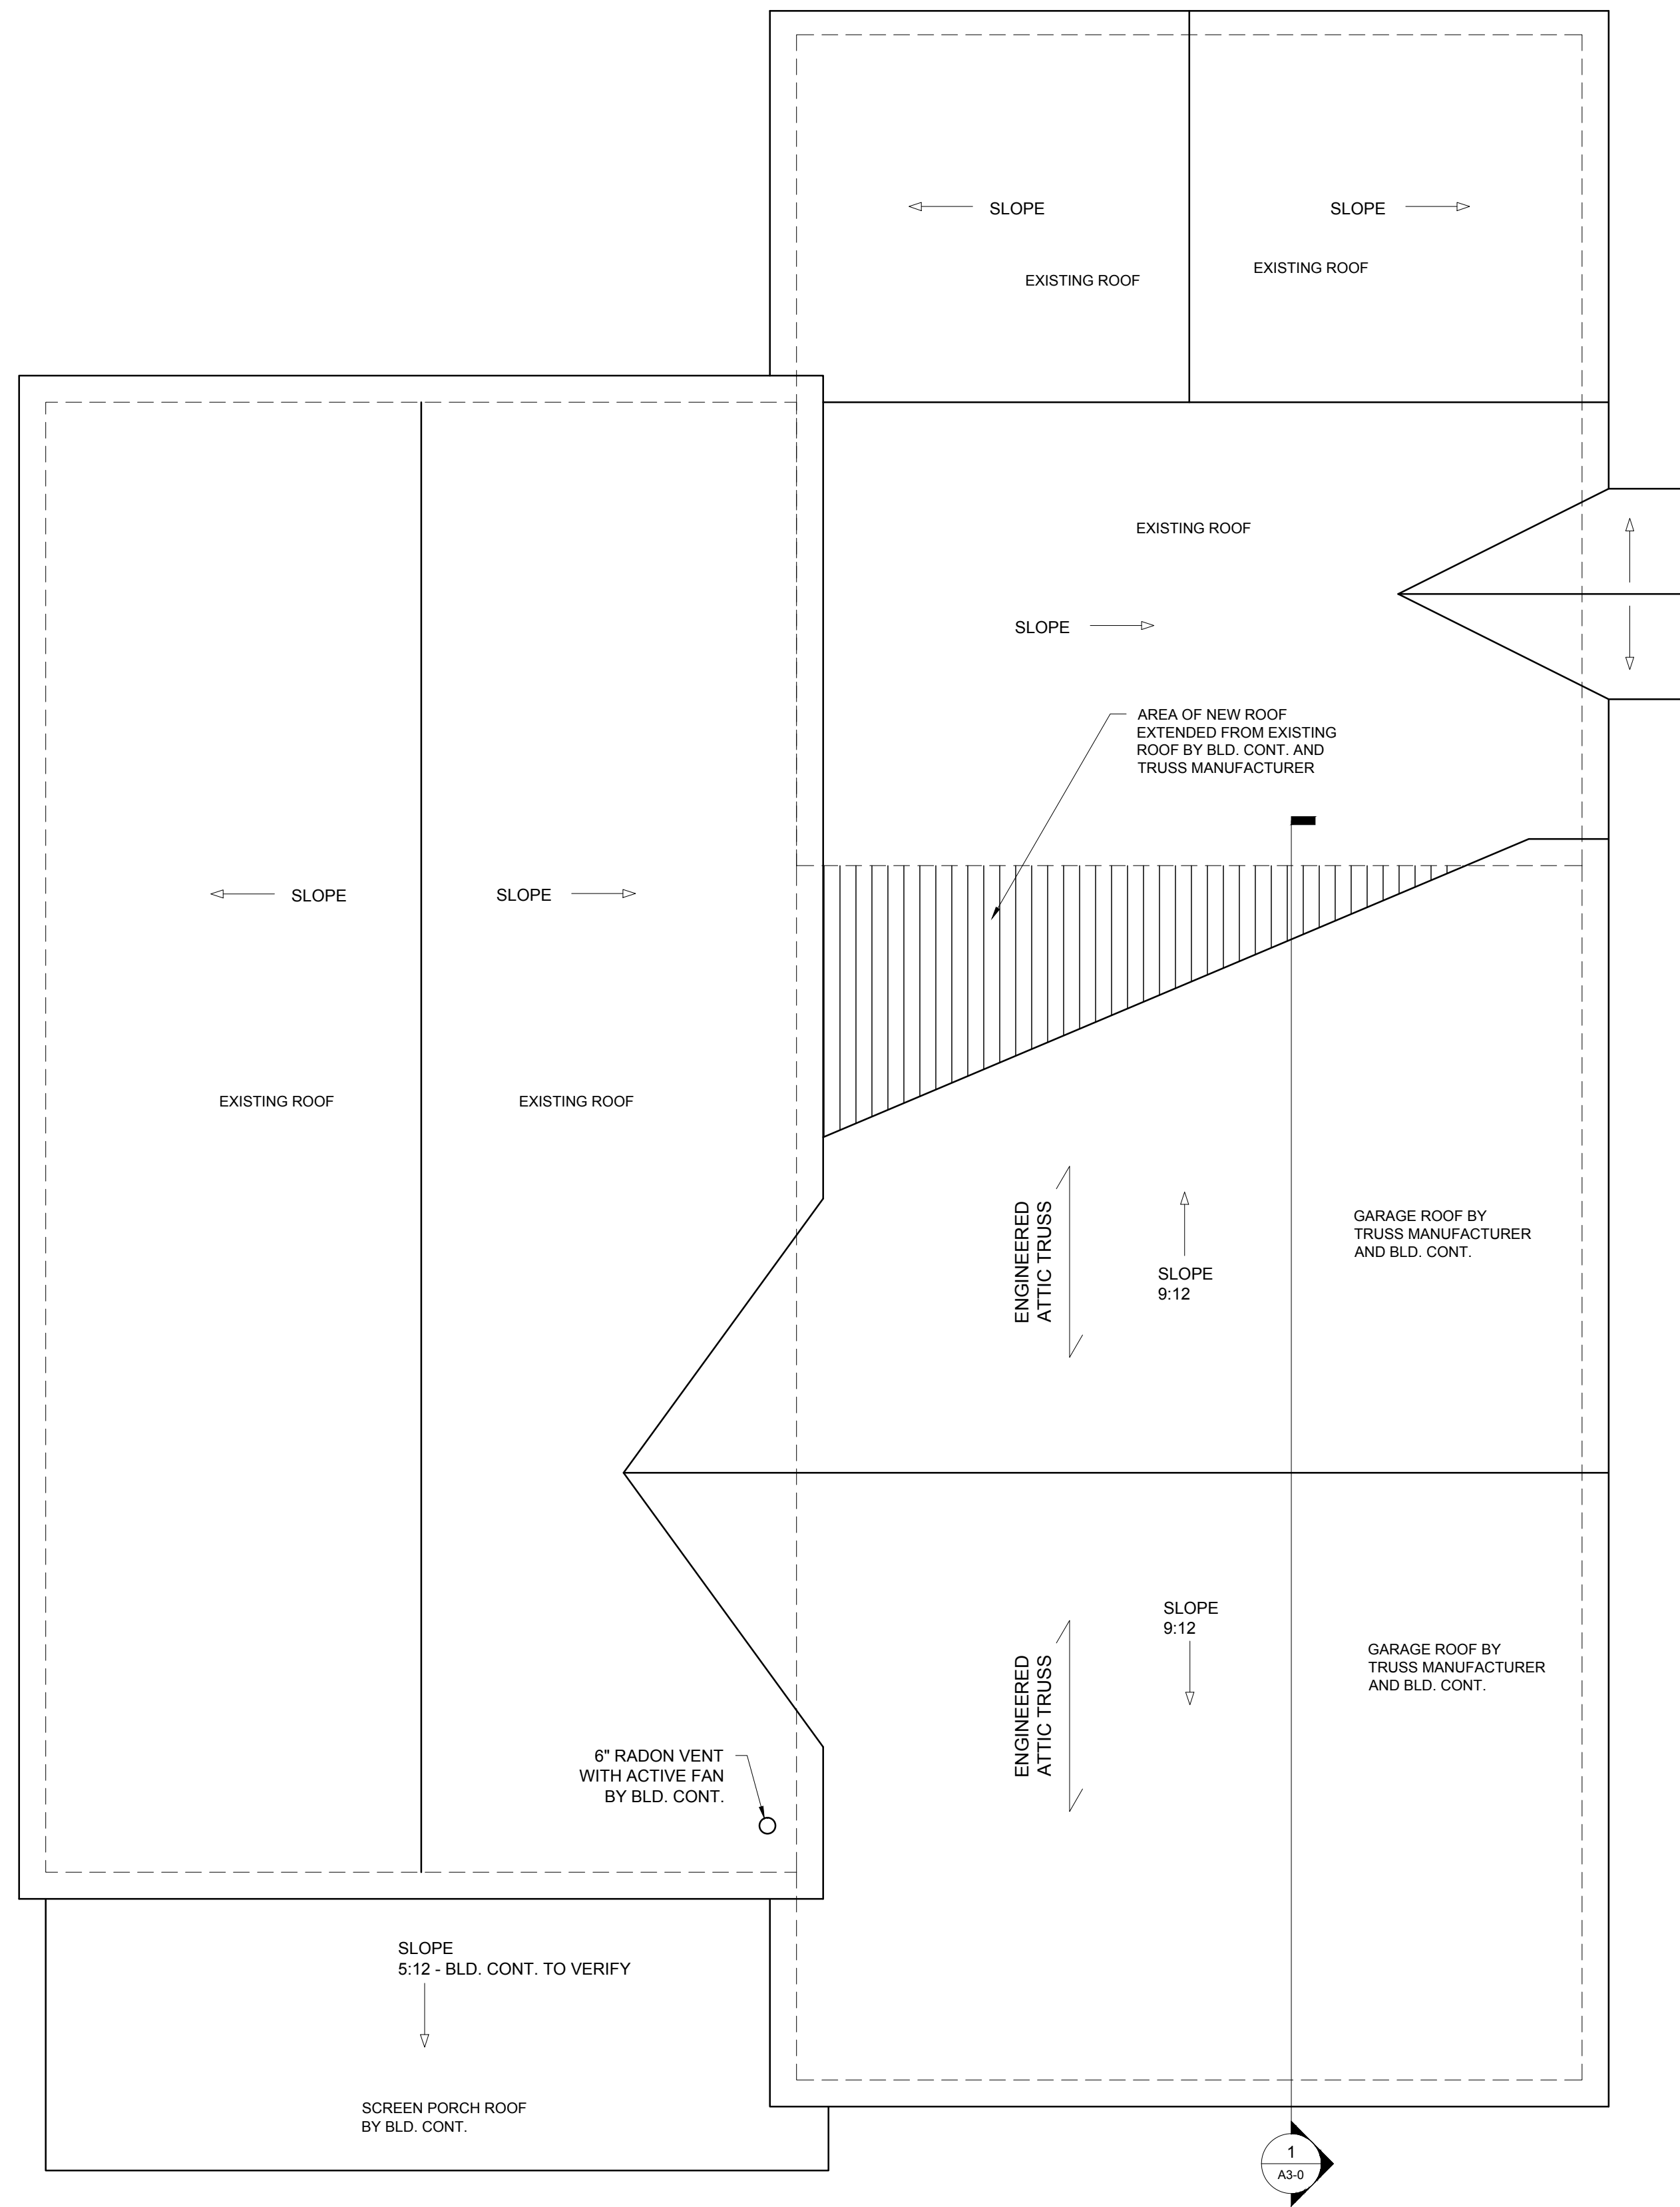 SLOPE
SLOPE
EXISTING ROOF
EXISTING ROOF
EXISTING ROOF
SLOPE
AREA OF NEW ROOF
EXTENDED FROM EXISTING
ROOF BY BLD. CONT. AND
TRUSS MANUFACTURER
SLOPE
SLOPE
EXISTING ROOF
EXISTING ROOF
ENGINEERED
ATTIC TRUSS
SLOPE
9:12
GARAGE ROOF BY
TRUSS MANUFACTURER
AND BLD. CONT.
SLOPE
9:12
ENGINEERED
ATTIC TRUSS
GARAGE ROOF BY
TRUSS MANUFACTURER
AND BLD. CONT.
6" RADON VENT
WITH ACTIVE FAN
BY BLD. CONT.
SLOPE
5:12 - BLD. CONT. TO VERIFY
SCREEN PORCH ROOF
BY BLD. CONT.
1
A3-0